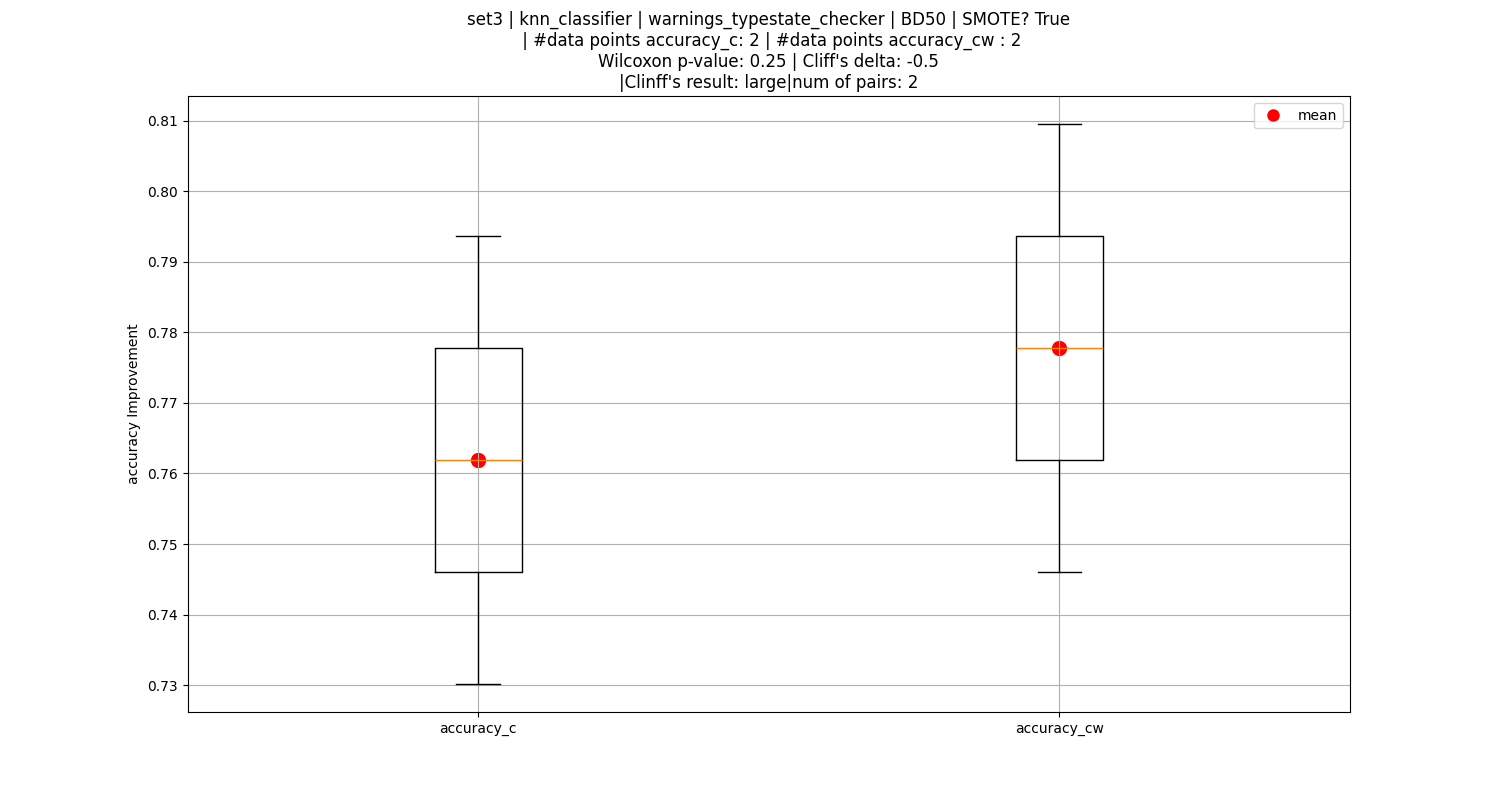 set3 | knn_classifier | warnings_typestate_checker | BD50 | SMOTE? True
| #data points accuracy_c: 2 | #data points accuracy_cw : 2
Wilcoxon p-value: 0.25 | Cliff's delta: -0.5
|Clinff's result: large|num of pairs: 2
mean
0.81
0.80
0.79
0.78
0.77
0.76
0.75
0.74
0.73
accuracy Improvement
accuracy_c
accuracy_cw